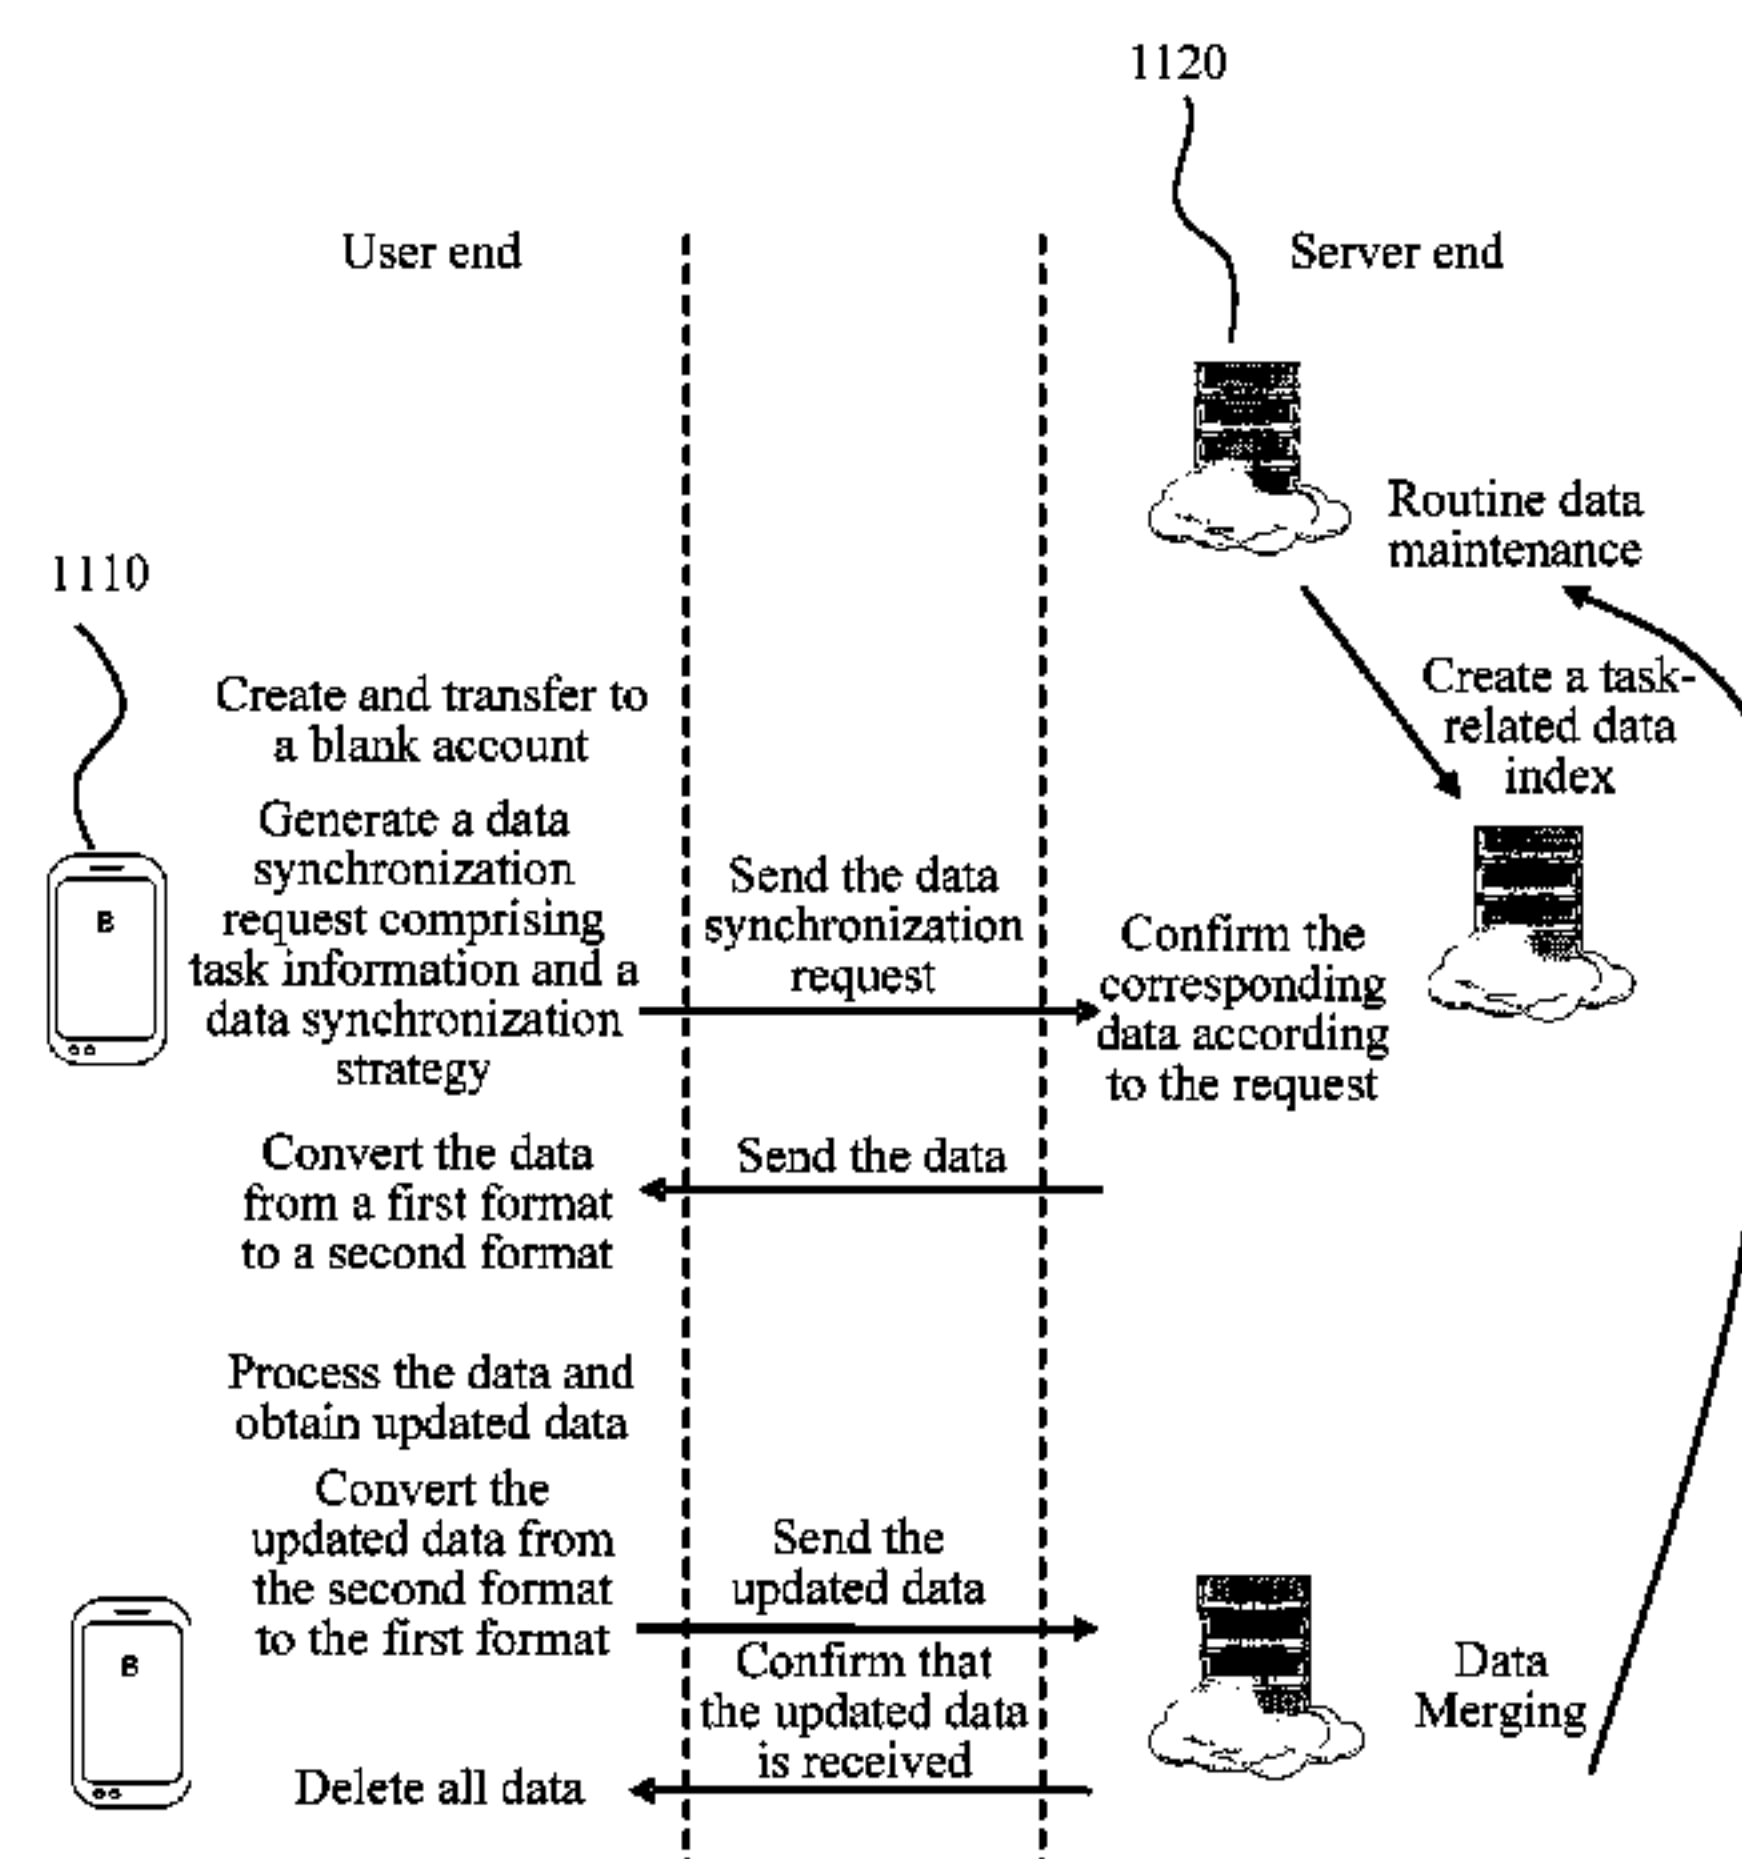 1120
User end
Server end
Routine data
maintenance
1110
Create a task-
related data
index
Create and transfer to
a blank account
Generate a data
synchronization
request comprising
task information and a
data synchronization
strategy
B
Send the data
synchronization
request
Confirm the
corresponding
data according
to the request
Convert the data
from a first format
to a second format
Send the data
Process the data and
obtain updated data
Convert the
updated data from
the second format
to the first format
B
Send the
updated data
Confirm that
the updated data
is received
Data
Merging
Delete all data